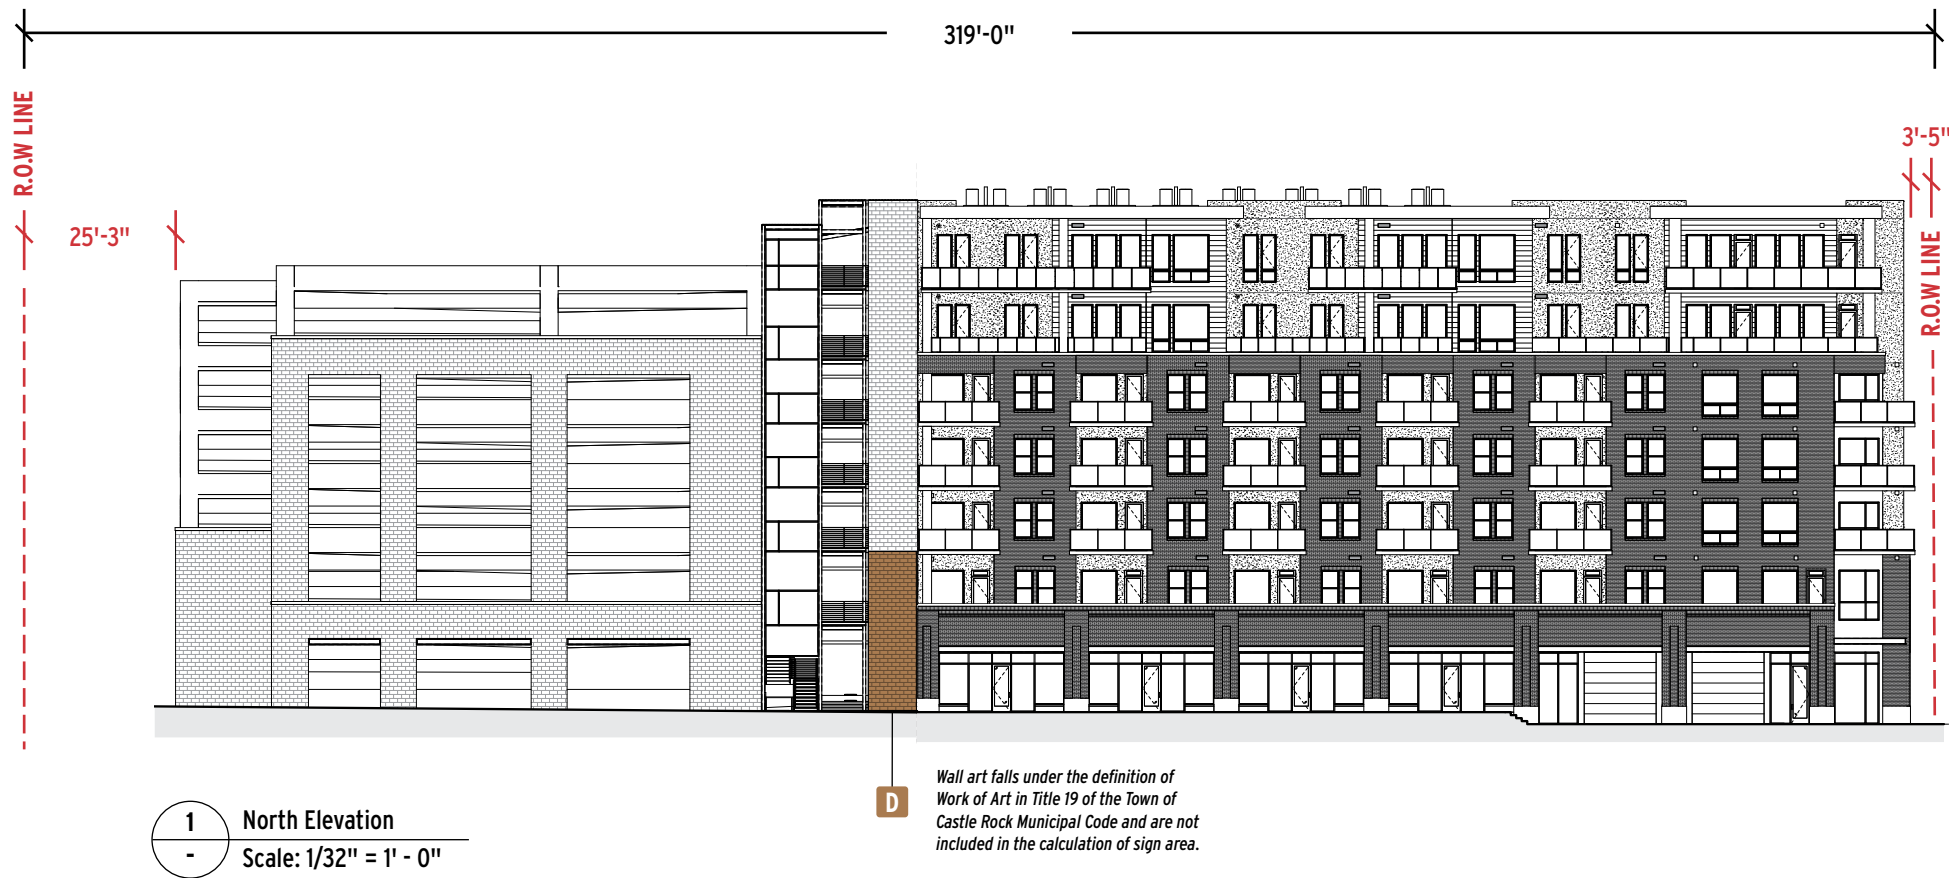 319'-0"
R.O.W LINE
25'-3"
3'-5"
R.O.W LINE
D
Wall art falls under the definition of
Work of Art in Title 19 of the Town of
Castle Rock Municipal Code and are not
included in the calculation of sign area.
1
North Elevation
-
Scale: 1/32" = 1' - 0"